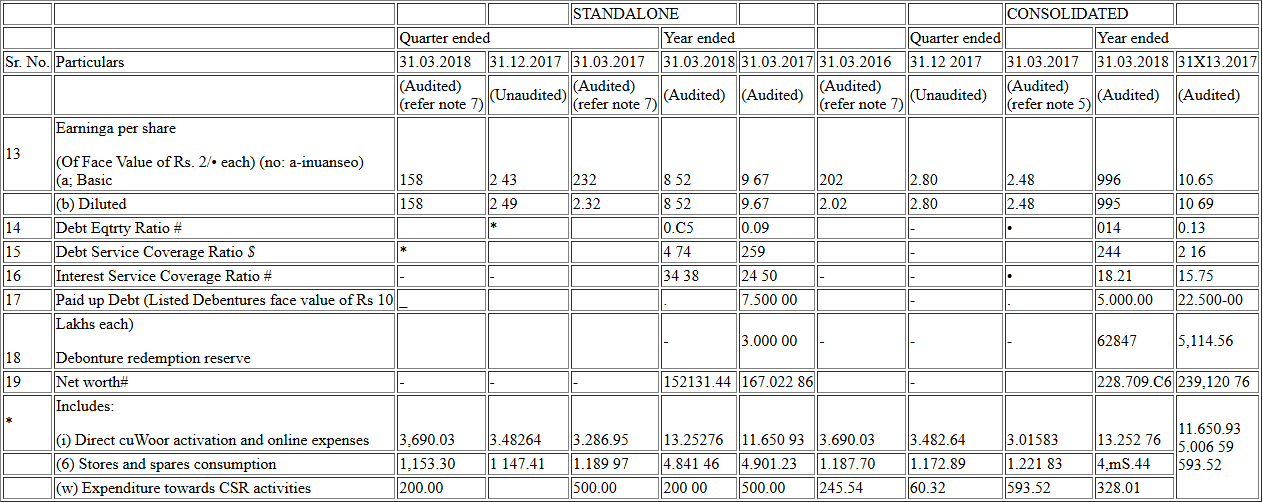 STANDALONE CONSOLIDATED
Quarter ended Year ended Quarter ended Year ended
Sr. No. Particulars 31.03.2018 31.12.2017 31.03.2017 31.03.2018 31.03.2017 31.03.2016 31.12 2017 31.03.2017 31.03.2018 31X13.2017
(Audited) (Audited) (Audited) (Audited)
(Unaudited) (Audited) (Audited) (Unaudited) (Audited) (Audited)
(refer note 7) (refer note 7) (refer note 7) (refer note 5)
Earninga per share
13
(Of Face Value of Rs. 2/• each) (no: a-inuanseo)
(a; Basic 158 2 43 232 8 52 9 67 202 2.80 2.48 996 10.65
(b) Diluted 158 2 49 2.32 8 52 9.67 2.02 2.80 2.48 995 10 69
14 Debt Eqtrty Ratio # * 0.C5 0.09 - • 014 0.13
15 Debt Service Coverage Ratio $ * 4 74 259 - 244 2 16
16 Interest Service Coverage Ratio # - - 34 38 24 50 - - • 18.21 15.75
17 Paid up Debt (Listed Debentures face value of Rs 10 _ . 7.500 00 - . 5.000.00 22.500-00
Lakhs each)
- 3.000 00 - - - 62847 5,114.56
18 Debonture redemption reserve
19 Net worth# - - - 152131.44 167.022 86 - 228.709.C6 239,120 76
Includes:
*
(i) Direct cuWoor activation and online expenses 3,690.03 3.48264 3.286.95 13.25276 11.650 93 3.690.03 3,482.64 3.01583 13.252 76 11.650.93
5.006 59
(6) Stores and spares consumption 1,153.30 1 147.41 1.189 97 4.841 46 4.901.23 1.187.70 1.172.89 1.221 83 4,mS.44 593.52
(w) Expenditure towards CSR activities 200.00 500.00 200 00 500.00 245.54 60.32 593.52 328.01